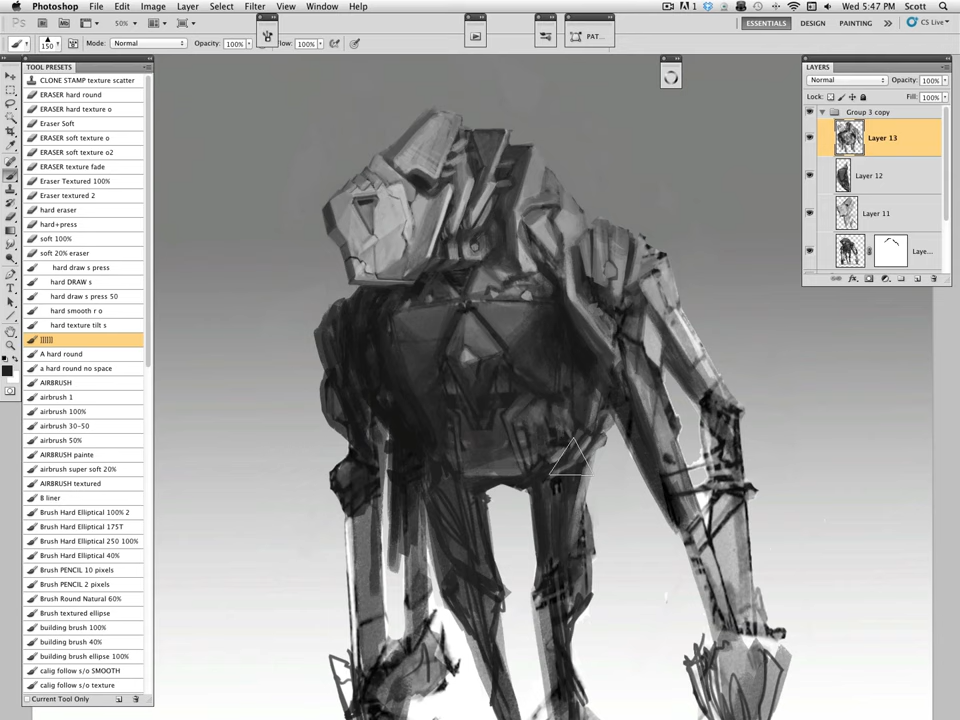 Photoshop File Edit Image Layer Select Filter View Window Help
1 Wed 5:47 PM Scott
Ps Br Mb 50% PAT... ESSENTIALS DESIGN PAINTING CS Live
150 Mode: Normal Opacity: 100% low: 100%
TOOL PRESETS
CLONE STAMP texture scatter
ERASER hard round
ERASER hard texture o
Eraser Soft
ERASER soft texture o
ERASER soft texture o2
ERASER texture fade
Eraser Textured 100%
Eraser textured 2
hard eraser
hard+press
soft 100%
soft 20% eraser
hard draw s press
hard DRAW s
hard draw s press 50
hard smooth r o
hard texture tilt s
]]]]]]
A hard round
a hard round no space
AIRBRUSH
airbrush 1
airbrush 100%
airbrush 30-50
airbrush 50%
AIRBRUSH painte
airbrush super soft 20%
AIRBRUSH textured
B liner
Brush Hard Elliptical 100% 2
Brush Hard Elliptical 175T
Brush Hard Elliptical 250 100%
Brush Hard Elliptical 40%
Brush PENCIL 10 pixels
Brush PENCIL 2 pixels
Brush Round Natural 60%
Brush textured ellipse
building brush 100%
building brush 40%
building brush ellipse 100%
calig follow s/o SMOOTH
calig follow s/o texture
Current Tool Only
LAYERS
Normal Opacity: 100%
Lock: Fill: 100%
Group 3 copy
Layer 13
Layer 12
Layer 11
Laye...